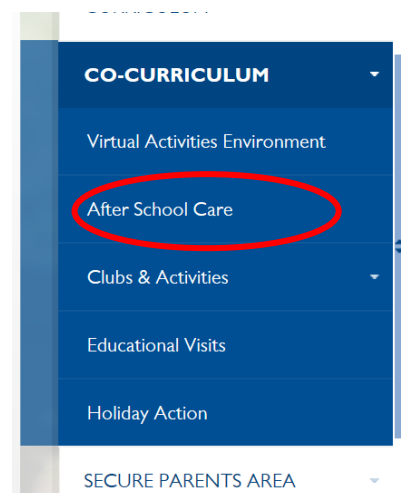 CO-CURRICULUM
Virtual Activities Environment
After School Care
Clubs & Activities
Educational Visits
Holiday Action
SECURE PARENTS AREA